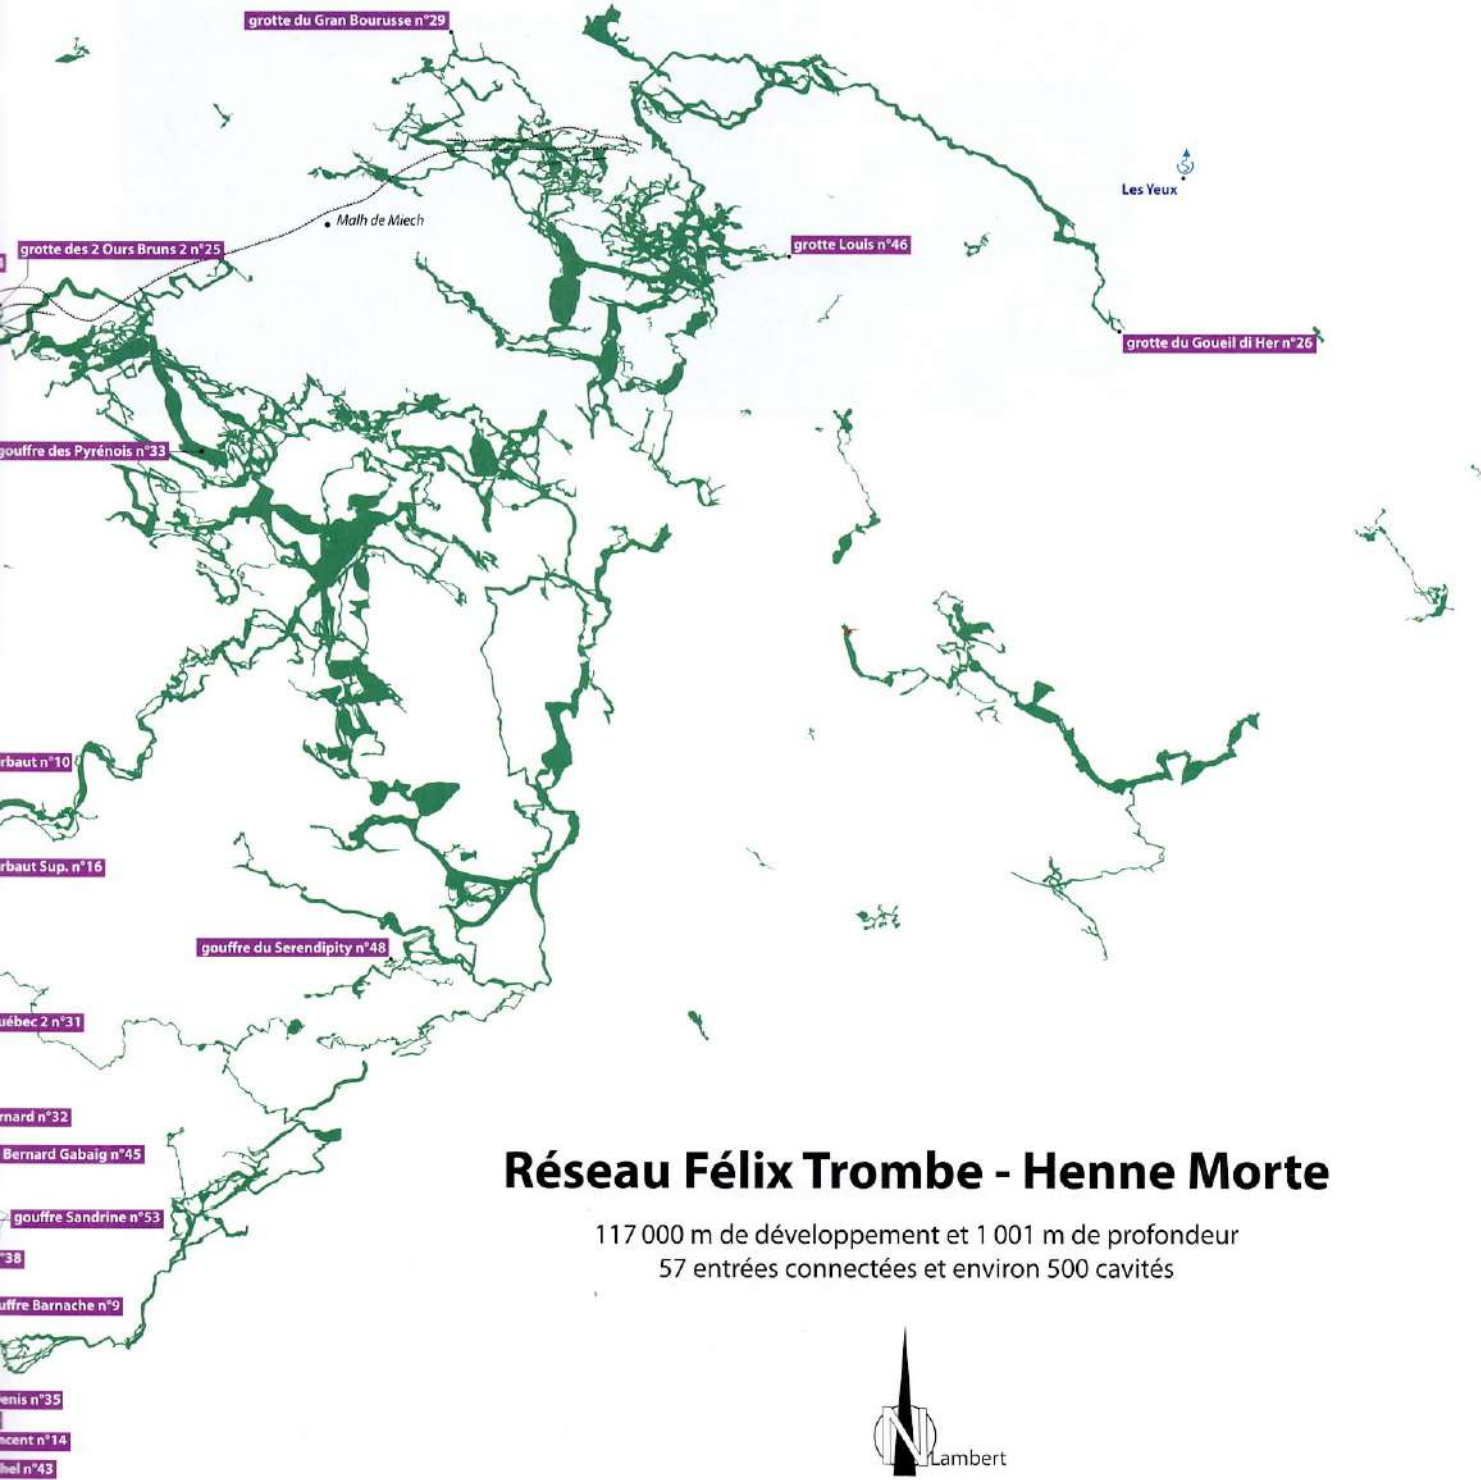 grotte du Gran Bourusse n°29
Les Yeux
Malh de Miech
grotte Louis n°46
grotte des 2 Ours Bruns 2 n°25
grotte du Goueil di Her n°26
gouffre des Pyrénois n°33
rbaut n°10
rbaut Sup. n°16
gouffre du Serendipity n°48
uébec 2 n°31
rnard n°32
Bernard Gabaig n°45
Réseau Félix Trombe - Henne Morte
gouffre Sandrine n°53
117 000 m de développement et 1 001 m de profondeur
°38
57 entrées connectées et environ 500 cavités
uffre Barnache n°9
enis n°35
ncent n°14
N
Lambert
hel n°43